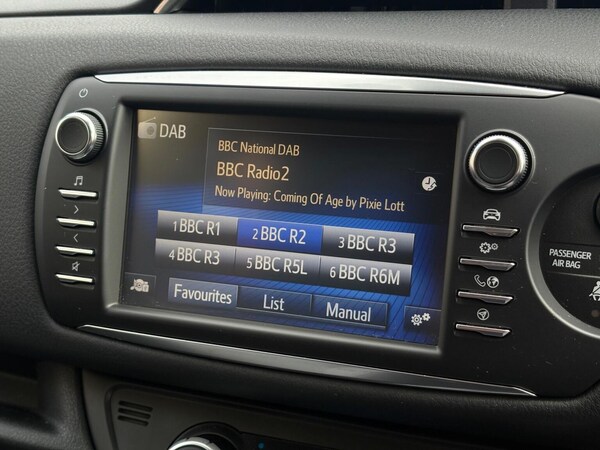 DAB
BBC National DAB
BBC Radio2
Now Playing: Coming Of Age by Pixie Lott
1 BBC R1
2 BBC R2
3 BBC R3
4 BBC R3
5 BBC R5L
6 BBC R6M
Favourites
List
Manual
PASSENGER
AIR BAG